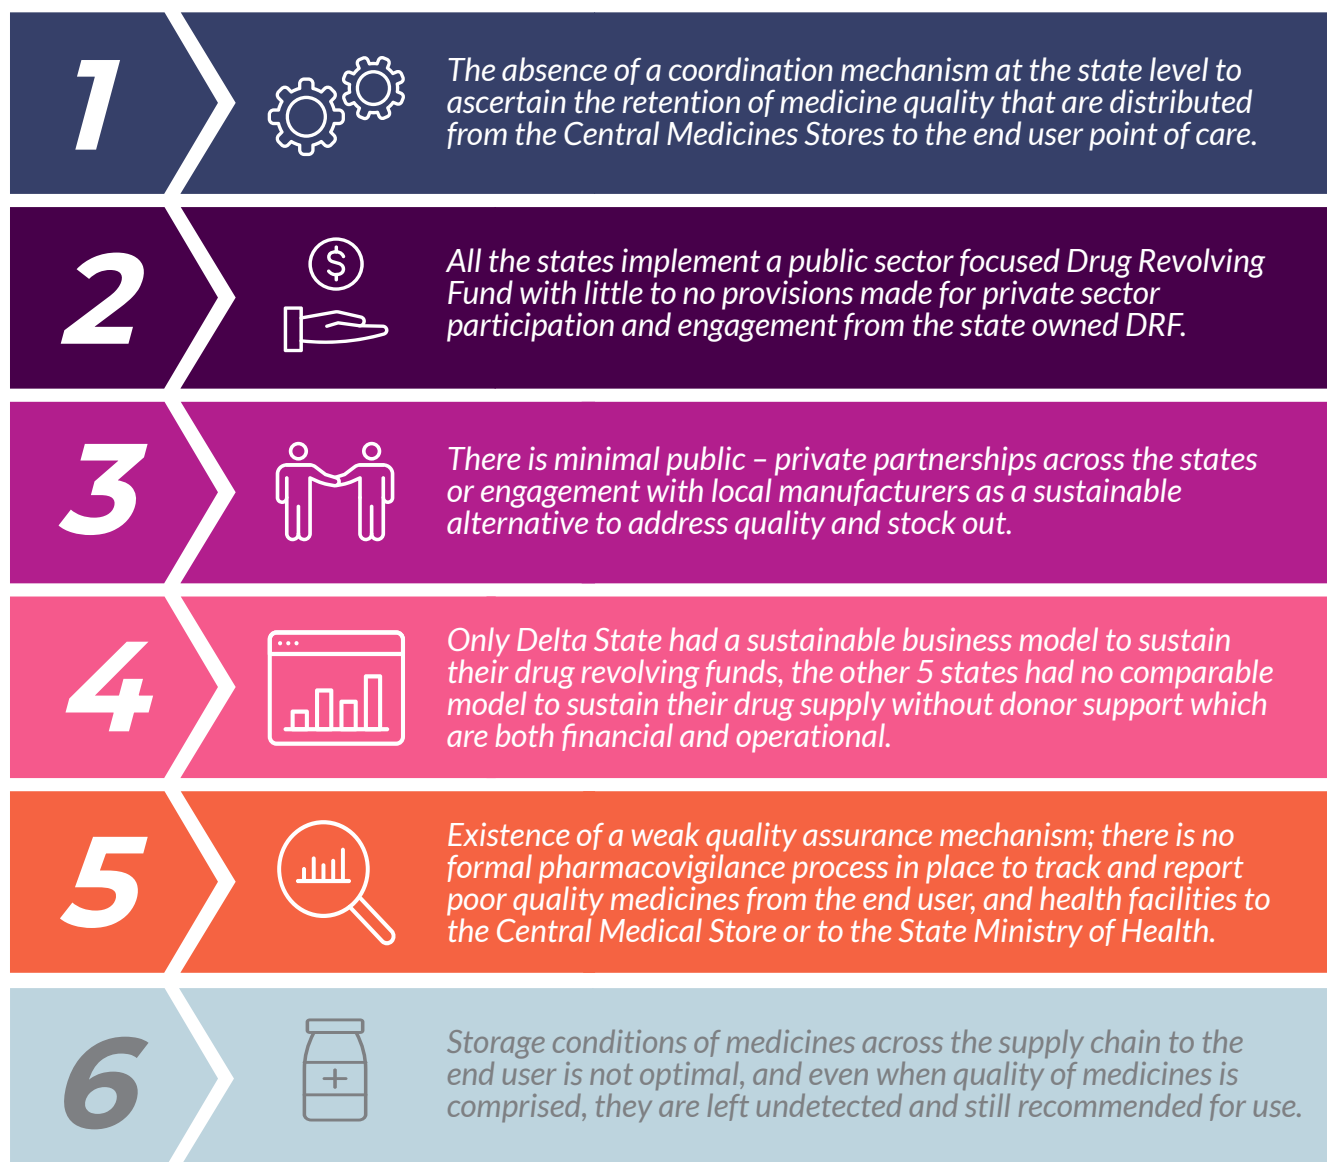 1
The absence of a coordination mechanism at the state level to
ascertain the retention of medicine quality that are distributed
from the Central Medicines Stores to the end user point of care.
2
$
All the states implement a public sector focused Drug Revolving
Fund with little to no provisions made for private sector
participation and engagement from the state owned DRF.
3
There is minimal public – private partnerships across the states
or engagement with local manufacturers as a sustainable
alternative to address quality and stock out.
4
Only Delta State had a sustainable business model to sustain
their drug revolving funds, the other 5 states had no comparable
model to sustain their drug supply without donor support which
are both financial and operational.
5
Existence of a weak quality assurance mechanism; there is no
formal pharmacovigilance process in place to track and report
poor quality medicines from the end user, and health facilities to
the Central Medical Store or to the State Ministry of Health.
6
Storage conditions of medicines across the supply chain to the
end user is not optimal, and even when quality of medicines is
comprised, they are left undetected and still recommended for use.